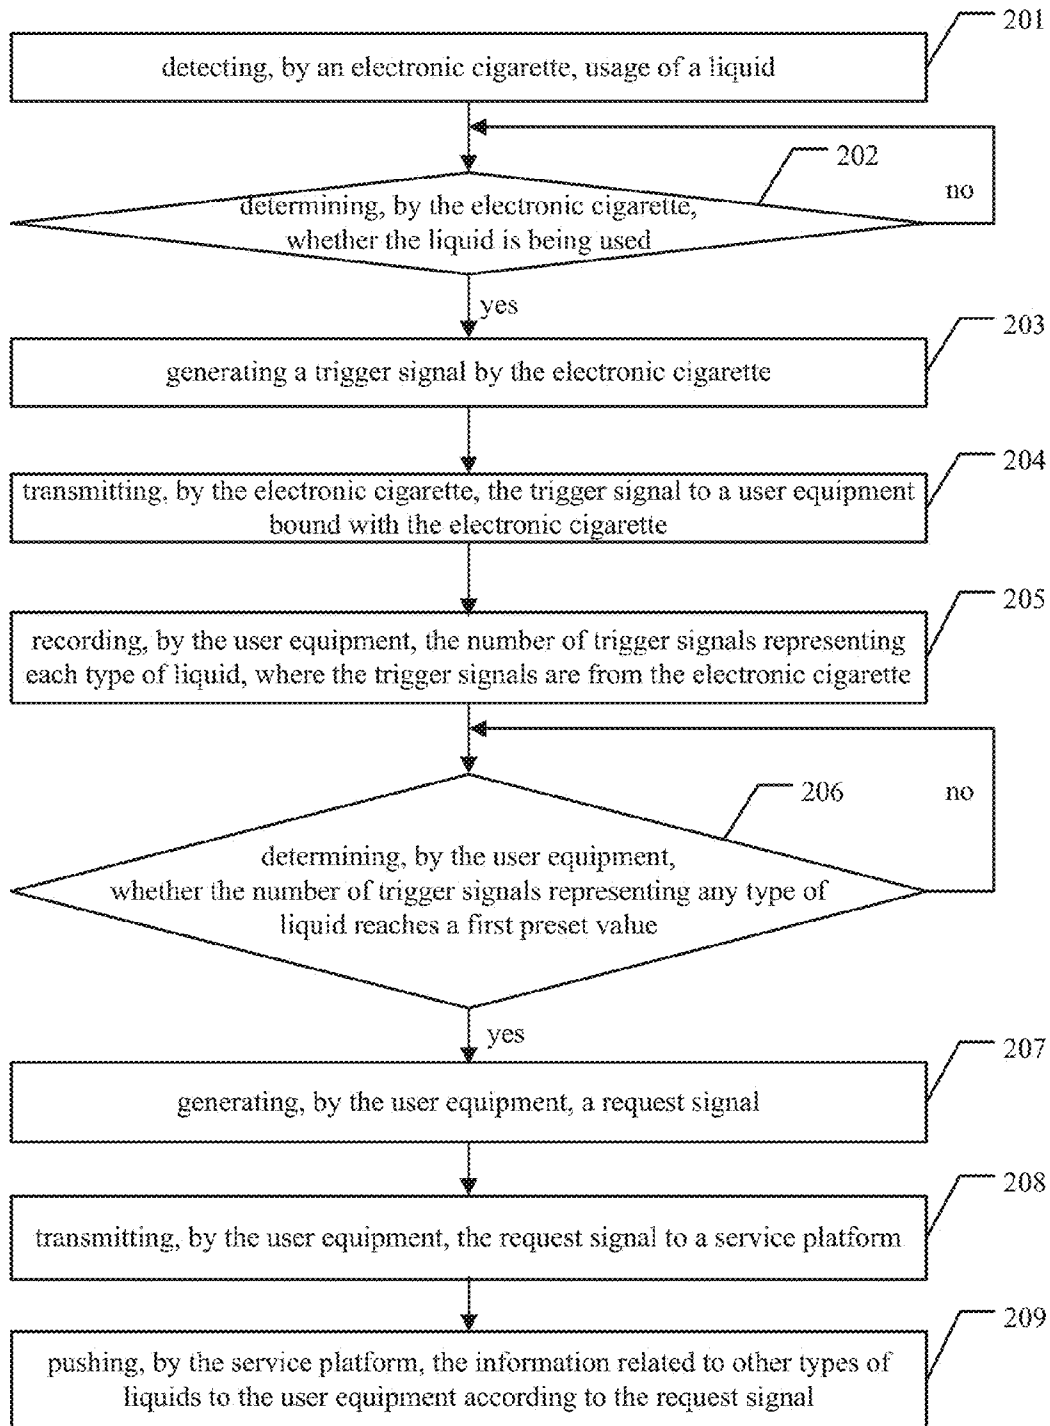 201
detecting, by an electronic cigarette, usage of a liquid
202
no
determining, by the electronic cigarette,
whether the liquid is being used
yes
203
generating a trigger signal by the electronic cigarette
204
transmitting, by the electronic cigarette, the trigger signal to a user equipment
bound with the electronic cigarette
205
recording, by the user equipment, the number of trigger signals representing
each type of liquid, where the trigger signals are from the electronic cigarette
206
no
determining, by the user equipment,
whether the number of trigger signals representing any type of
liquid reaches a first preset value
yes
207
generating, by the user equipment, a request signal
208
transmitting, by the user equipment, the request signal to a service platform
209
pushing, by the service platform, the information related to other types of
liquids to the user equipment according to the request signal